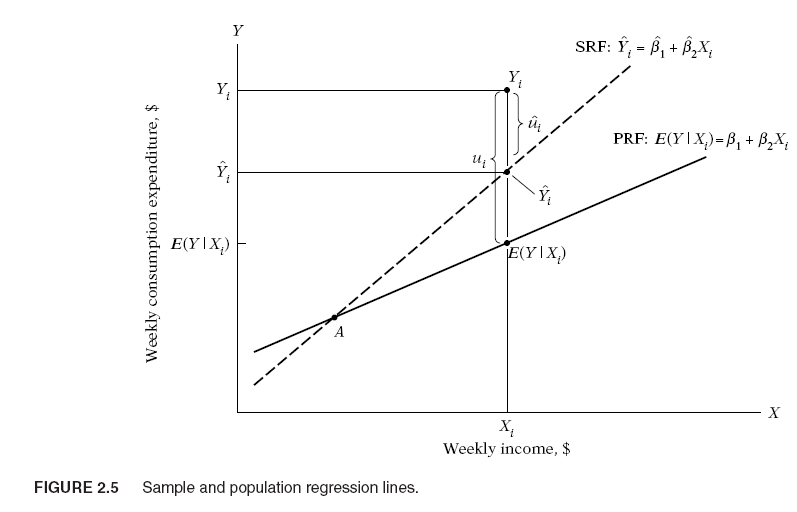 Y
SRF: Ŷᵢ = β̂₁ + β̂₂Xᵢ
Yᵢ
Yᵢ
ûᵢ
PRF: E(Y | Xᵢ)= β₁ + β₂Xᵢ
uᵢ
Ŷᵢ
Ŷᵢ
E(Y | Xᵢ)
E(Y | Xᵢ)
A
Weekly consumption expenditure, $
X
Xᵢ
Weekly income, $
FIGURE 2.5 Sample and population regression lines.